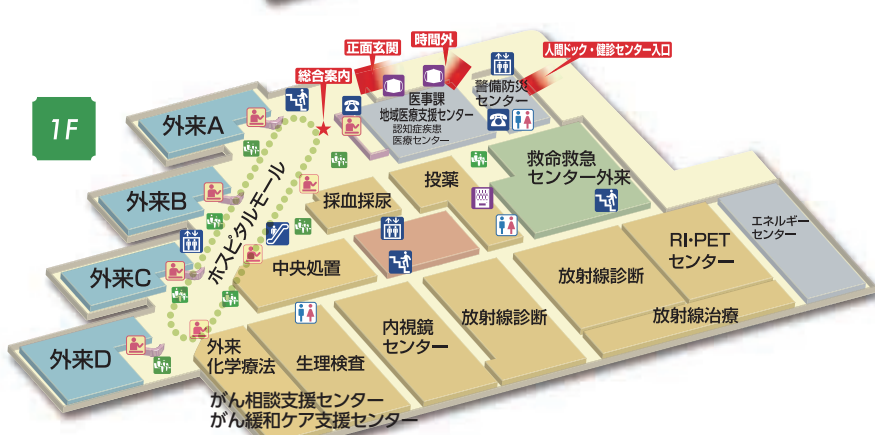 正面玄関
時間外
人間ドック・健診センター入口
総合案内
1F
外来A
医事課
地域医療支援センター
認知症疾患
医療センター
警備防災
センター
救命救急
センター外来
外来B
ホスピタルモール
採血採尿
投薬
外来C
中央処置
放射線診断
RI・PET
センター
エネルギー
センター
外来D
外来
化学療法
生理検査
内視鏡
センター
放射線診断
放射線治療
がん相談支援センター
がん緩和ケア支援センター